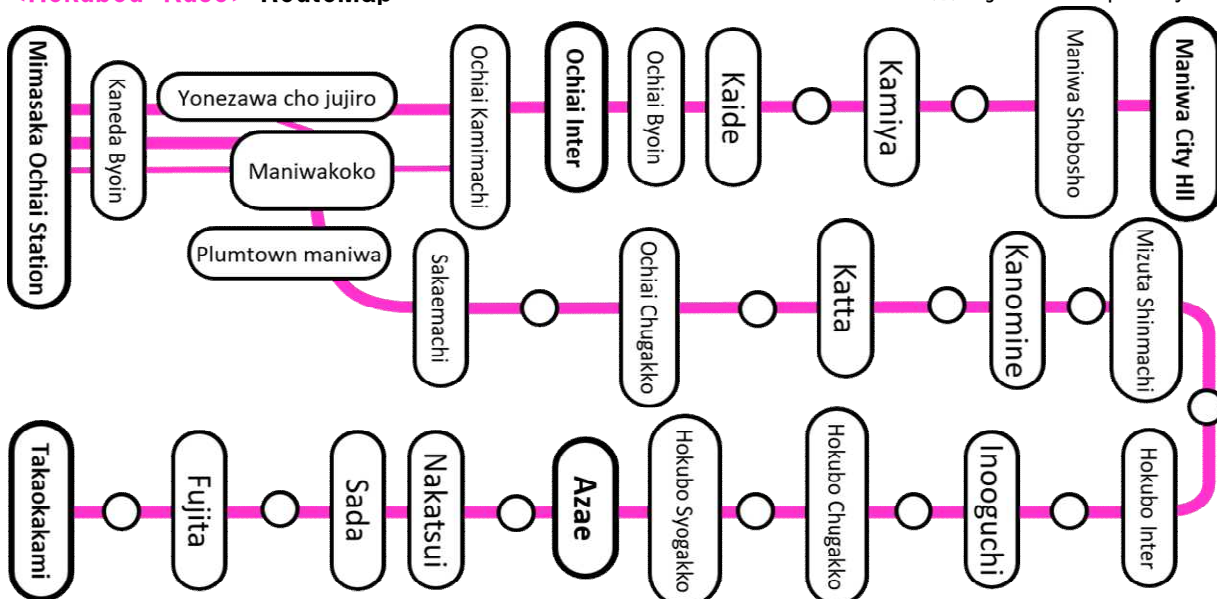 RouteMap
Mimasaka Ochiai Station
Kaneda Byoin
Yonezawa cho jujiro
Maniwakoko
Plumtown maniwa
Ochiai Kamimachi
Ochiai Inter
Ochiai Byoin
Kaide
Kamiya
Maniwa Shobosho
Maniwa City Hll
Sakaemachi
Ochiai Chugakko
Katta
Kanomine
Mizuta Shinmachi
Takaokakami
Fujita
Sada
Nakatsui
Azae
Hokubo Syogakko
Hokubo Chugakko
Inooguchi
Hokubo Inter